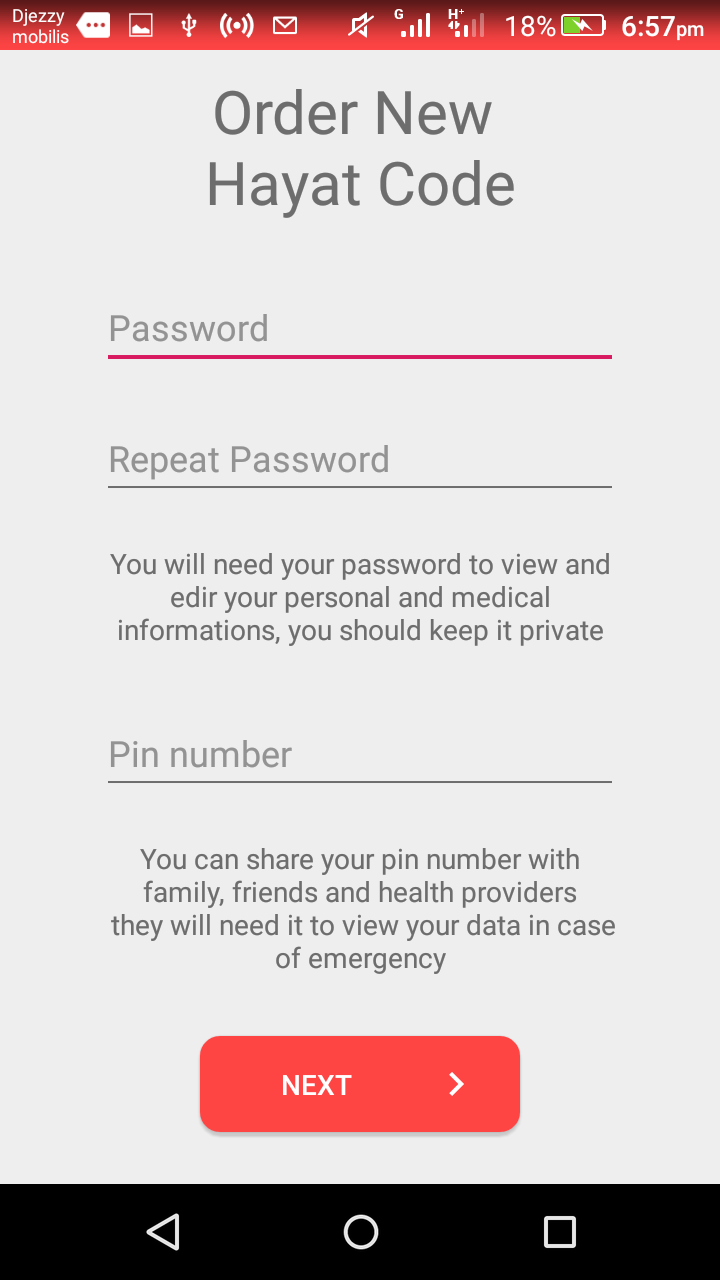 Djezzy
mobilis
G
H+
18%
6:57pm
Order New
Hayat Code
Password
Repeat Password
You will need your password to view and
edir your personal and medical
informations, you should keep it private
Pin number
You can share your pin number with
family, friends and health providers
they will need it to view your data in case
of emergency
NEXT